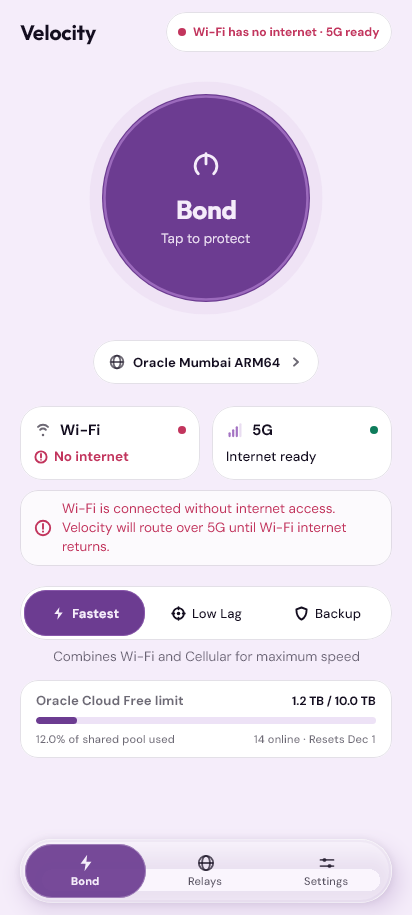 Velocity
Wi-Fi has no internet · 5G ready
Bond
Tap to protect
Oracle Mumbai ARM64
Wi-Fi
No internet
5G
Internet ready
Wi-Fi is connected without internet access.
Velocity will route over 5G until Wi-Fi internet
returns.
Fastest
Low Lag
Backup
Combines Wi-Fi and Cellular for maximum speed
Oracle Cloud Free limit
1.2 TB / 10.0 TB
12.0% of shared pool used
14 online · Resets Dec 1
Bond
Relays
Settings